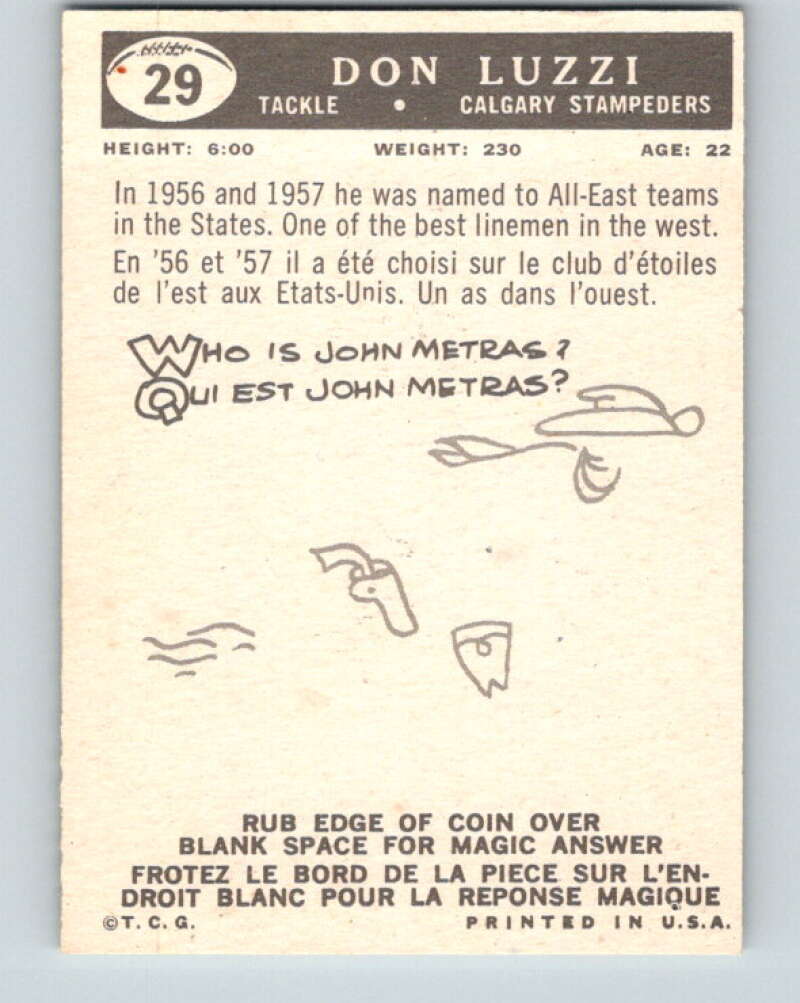 29
DON LUZZI
TACKLE • CALGARY STAMPEDERS
HEIGHT: 6:00 WEIGHT: 230 AGE: 22
In 1956 and 1957 he was named to All-East teams
in the States. One of the best linemen in the west.
En '56 et '57 il a été choisi sur le club d'étoiles
de l'est aux Etats-Unis. Un as dans l'ouest.
WHO IS JOHN METRAS?
QUI EST JOHN METRAS?
RUB EDGE OF COIN OVER
BLANK SPACE FOR MAGIC ANSWER
FROTEZ LE BORD DE LA PIECE SUR L'EN-
DROIT BLANC POUR LA REPONSE MAGIQUE
©T.C.G. PRINTED IN U.S.A.